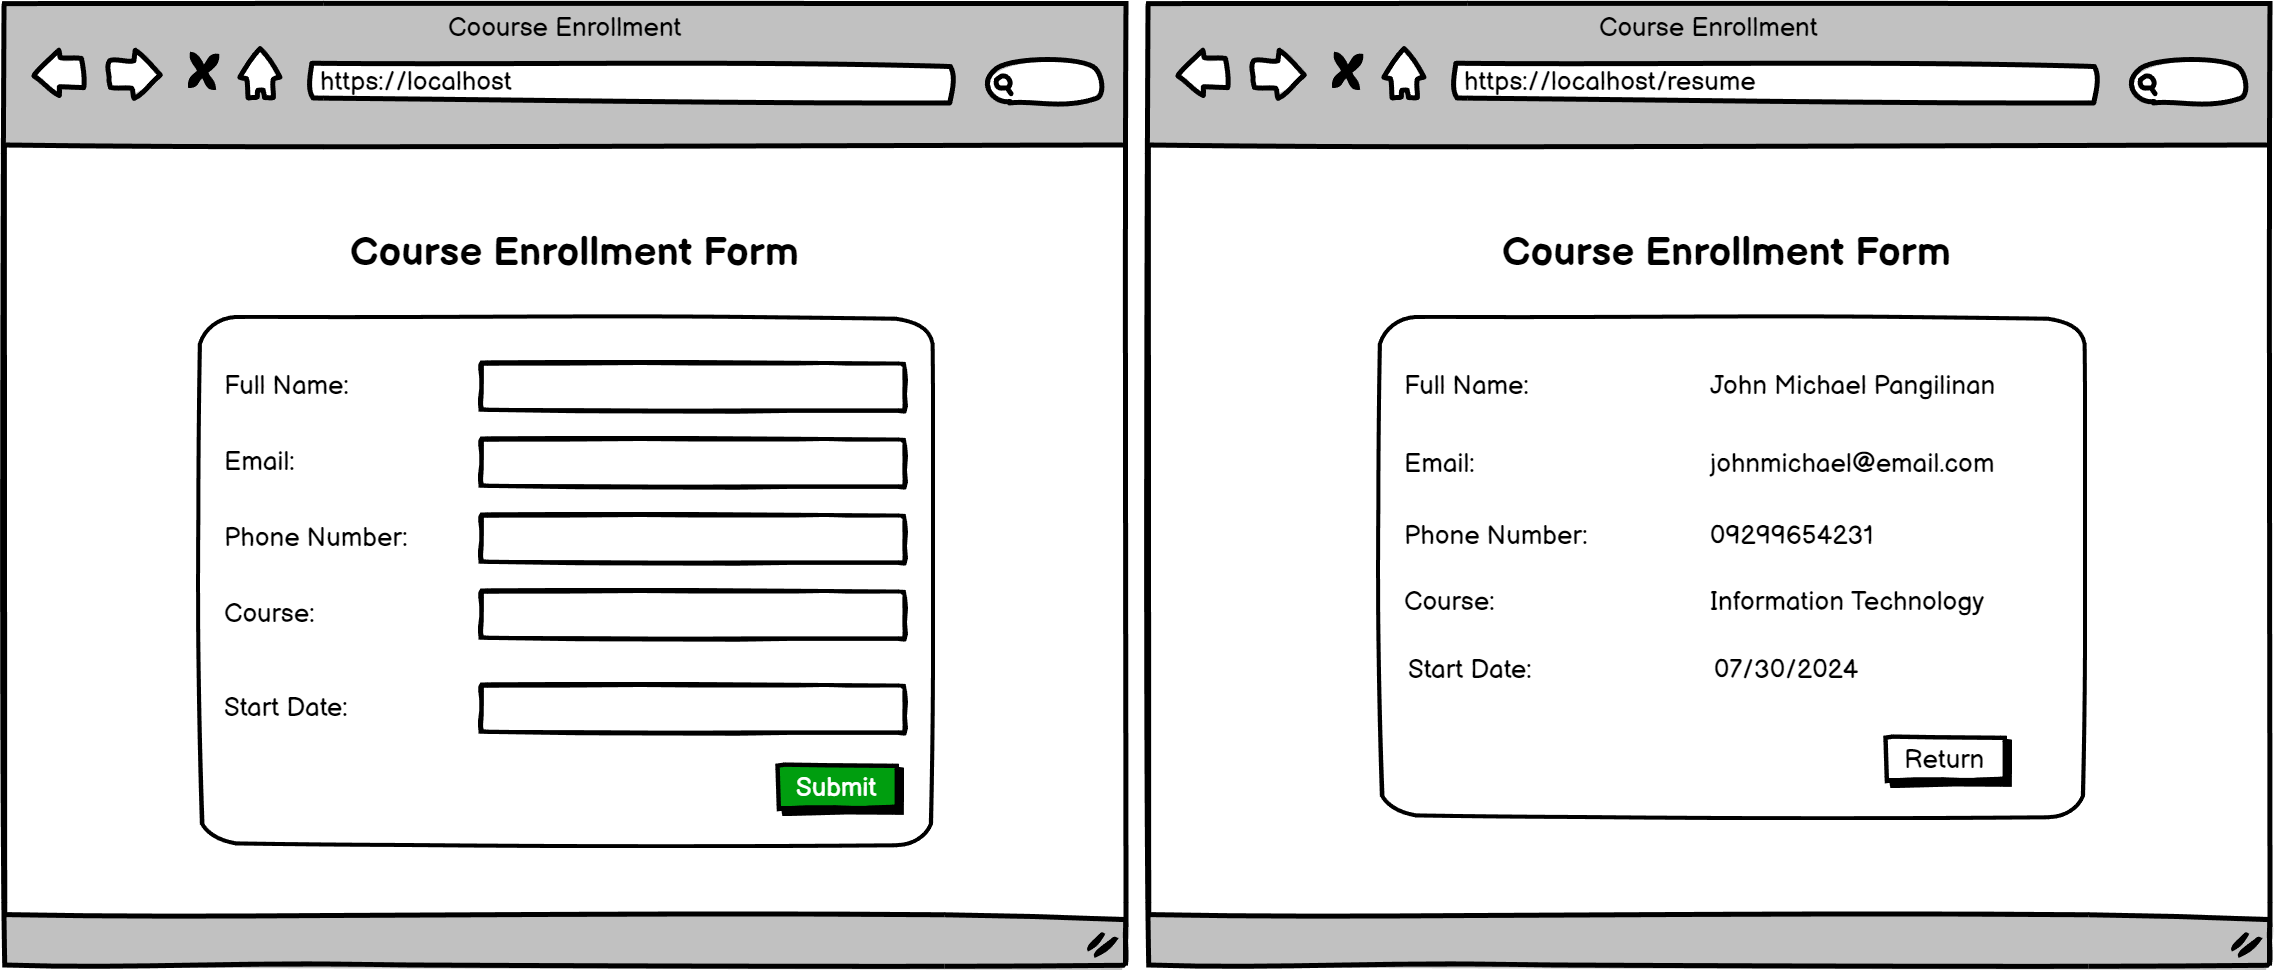 Coourse Enrollment
https://localhost
Course Enrollment Form
Full Name:
Email:
Phone Number:
Course:
Start Date:
Submit
Course Enrollment
https://localhost/resume
Course Enrollment Form
Full Name: John Michael Pangilinan
Email: johnmichael@email.com
Phone Number: 09299654231
Course: Information Technology
Start Date: 07/30/2024
Return